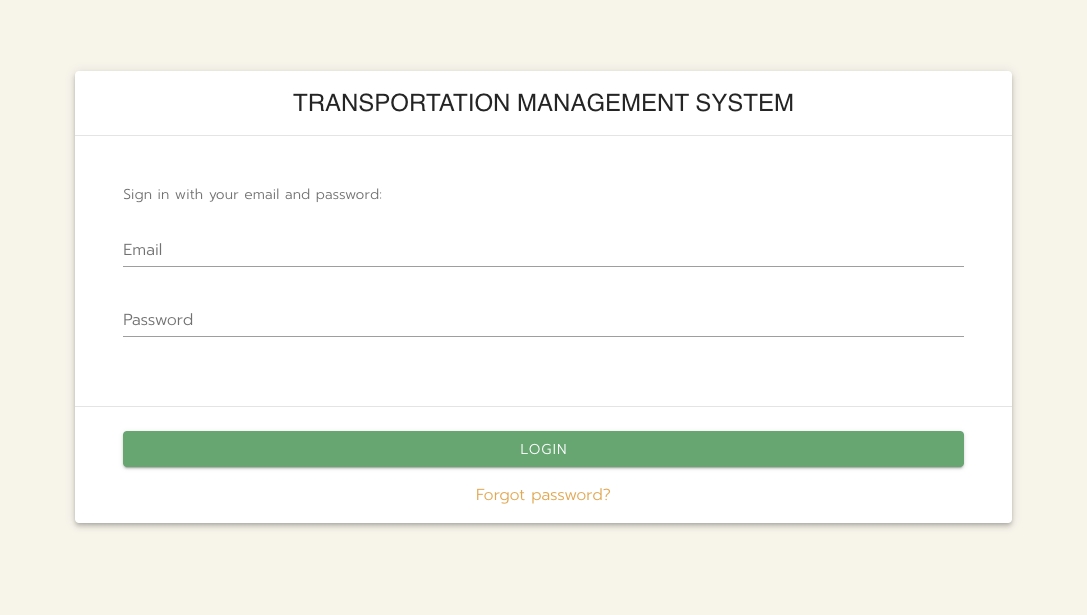 TRANSPORTATION MANAGEMENT SYSTEM
Sign in with your email and password:
Email
Password
LOGIN
Forgot password?